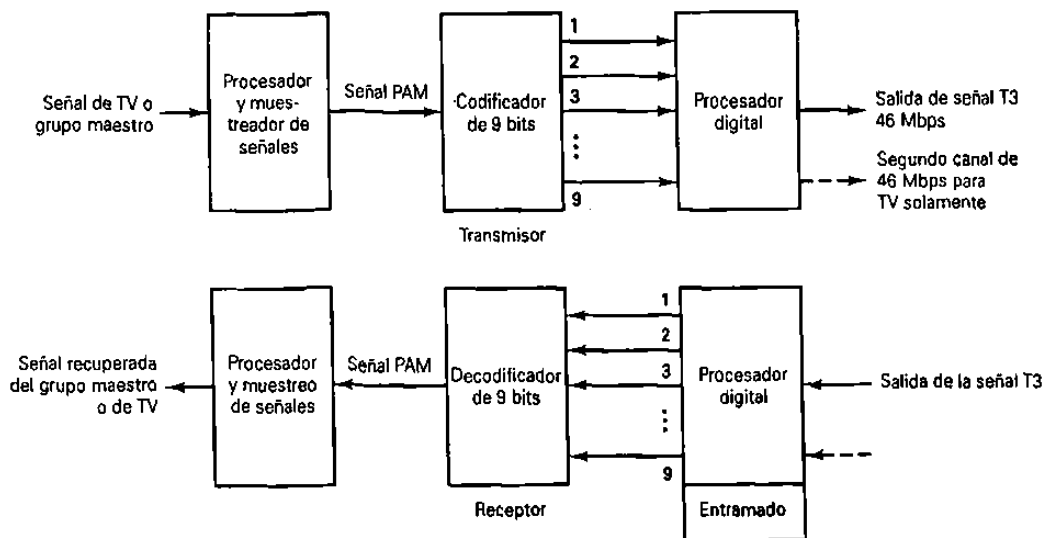 Señal de TV o
grupo maestro
Procesador
y mues-
treador de
señales
Señal PAM
Codificador
de 9 bits
1
2
3
⋮
9
Procesador
digital
Salida de señal T3
46 Mbps
Segundo canal de
46 Mbps para
TV solamente
Transmisor
Señal recuperada
del grupo maestro
o de TV
Procesador
y muestreo
de señales
Señal PAM
Decodificador
de 9 bits
1
2
3
⋮
9
Procesador
digital
Salida de la señal T3
Receptor
Entramado